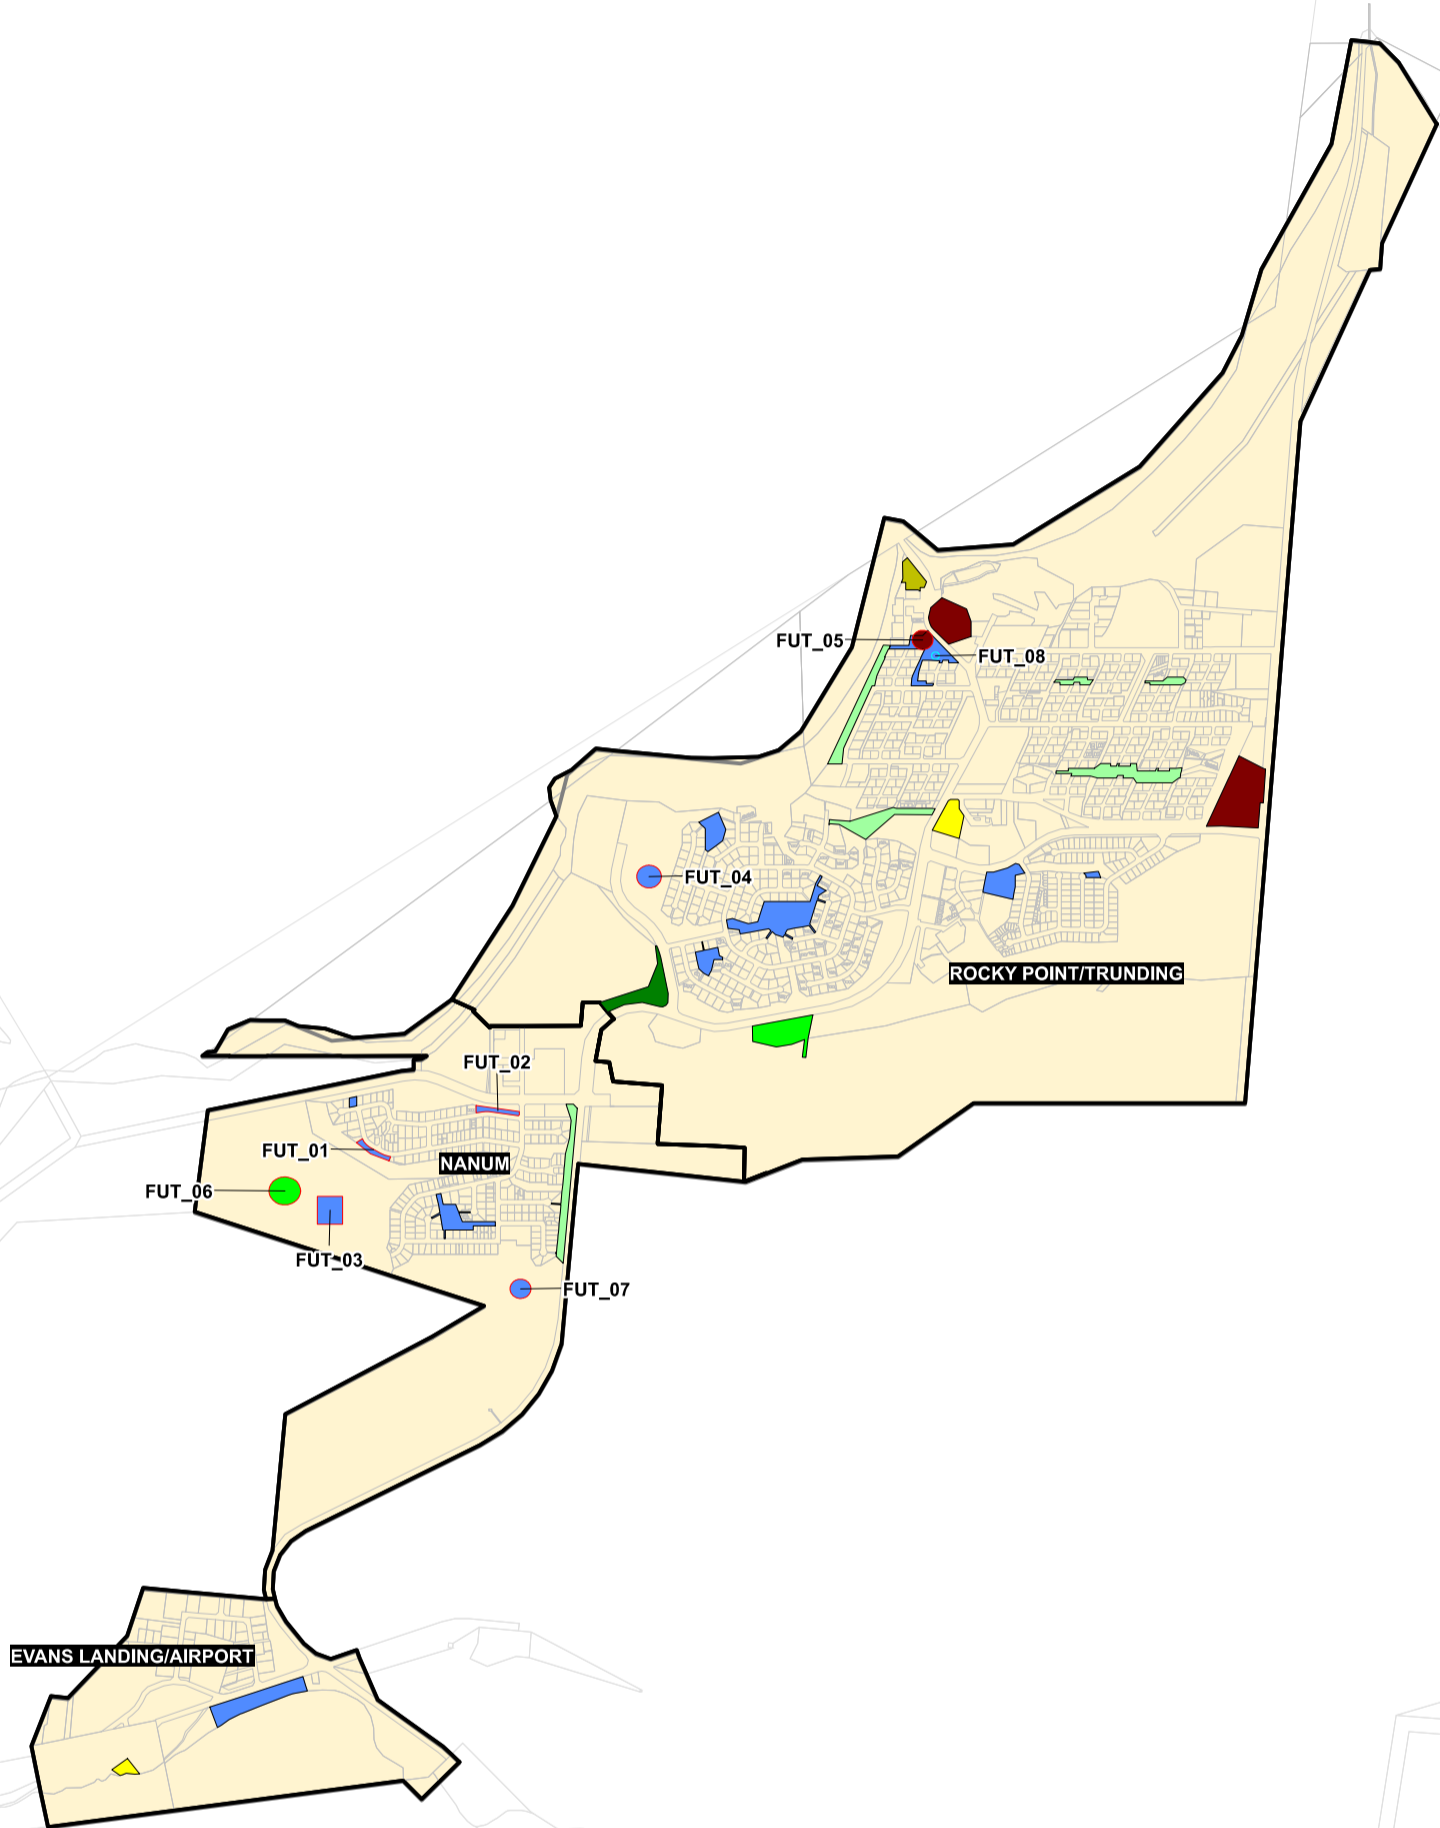 FUT_05
FUT_08
FUT_04
ROCKY POINT/TRUNDING
FUT_02
FUT_01
NANUM
FUT_06
FUT_03
FUT_07
EVANS LANDING/AIRPORT